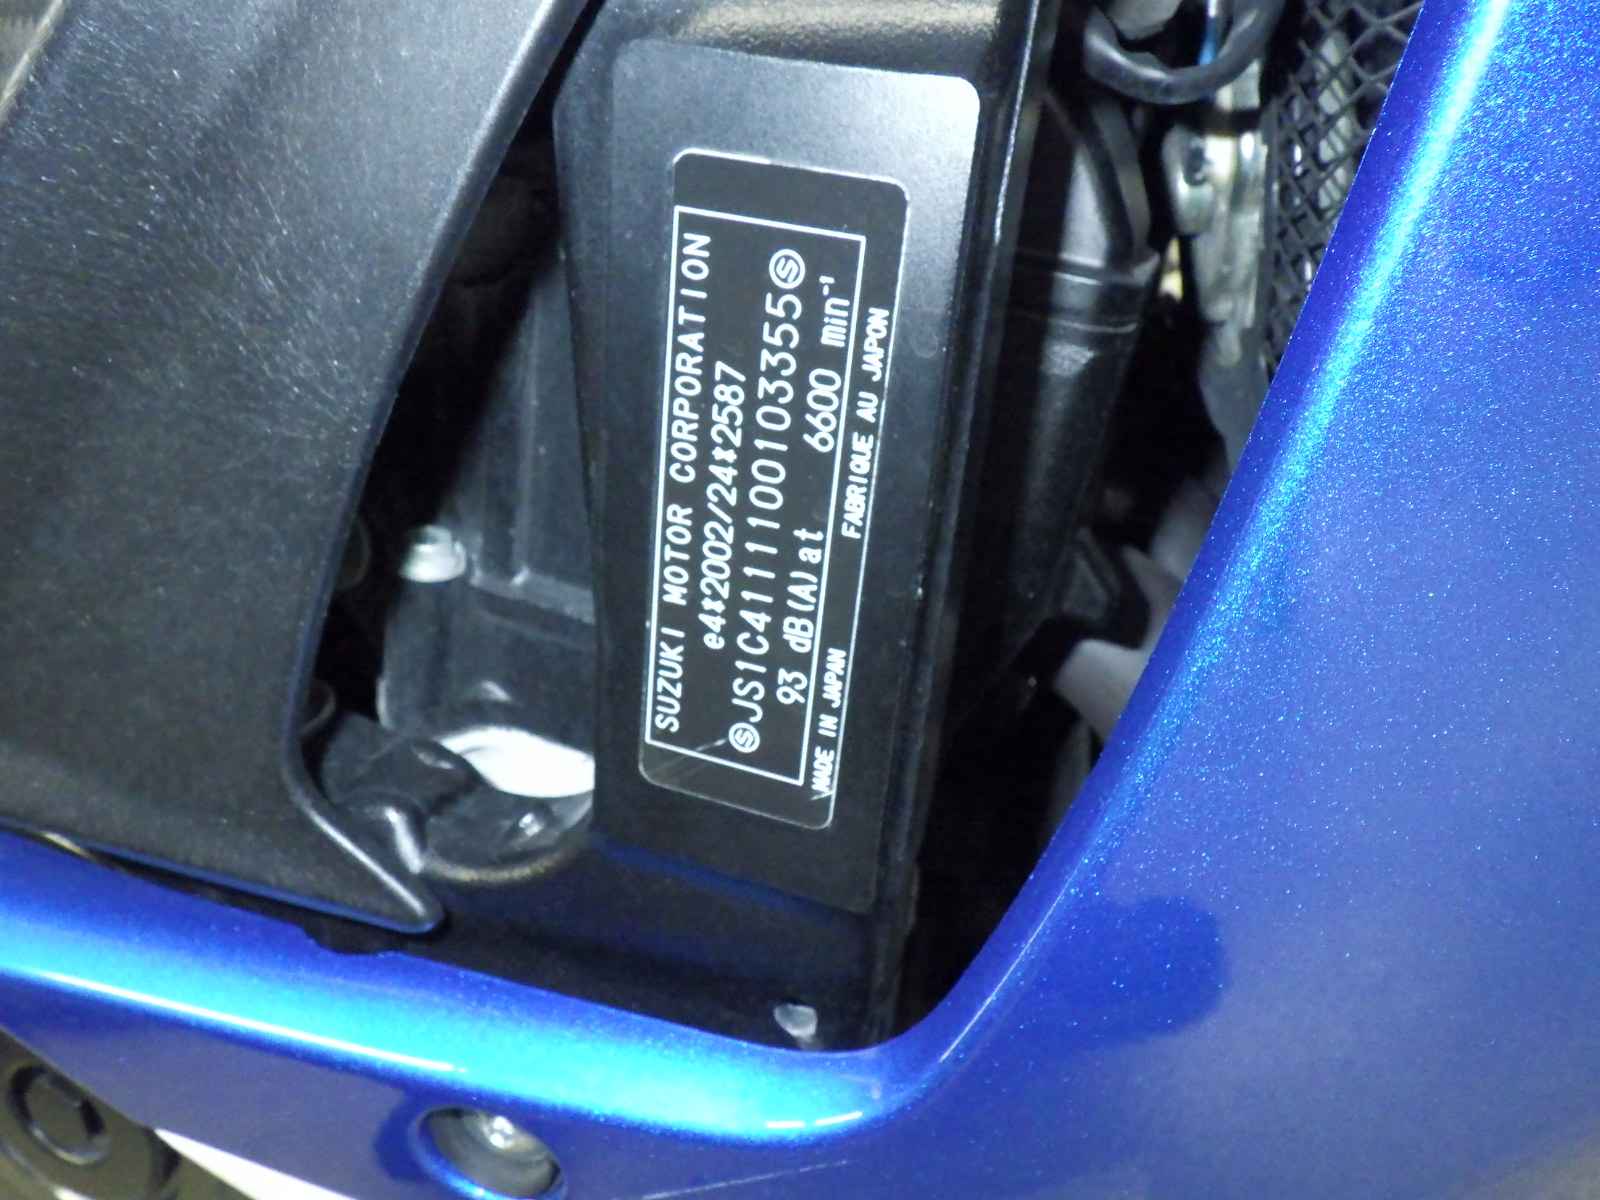 SUZUKI MOTOR CORPORATION
e4*2002/24*2587
ⓈJS1C4111100103355Ⓢ
93 dB(A)at 6600 min⁻¹
MADE IN JAPAN FABRIQUE AU JAPON